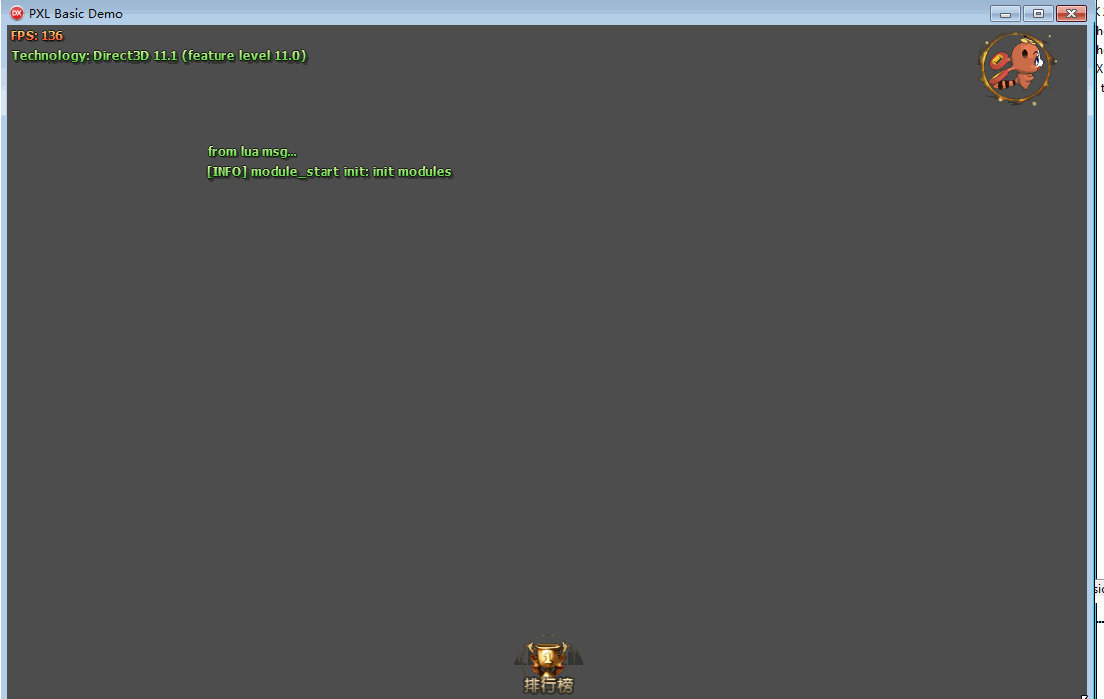 PXL Basic Demo
FPS: 136
Technology: Direct3D 11.1 (feature level 11.0)
from lua msg...
[INFO] module_start init: init modules
排行榜